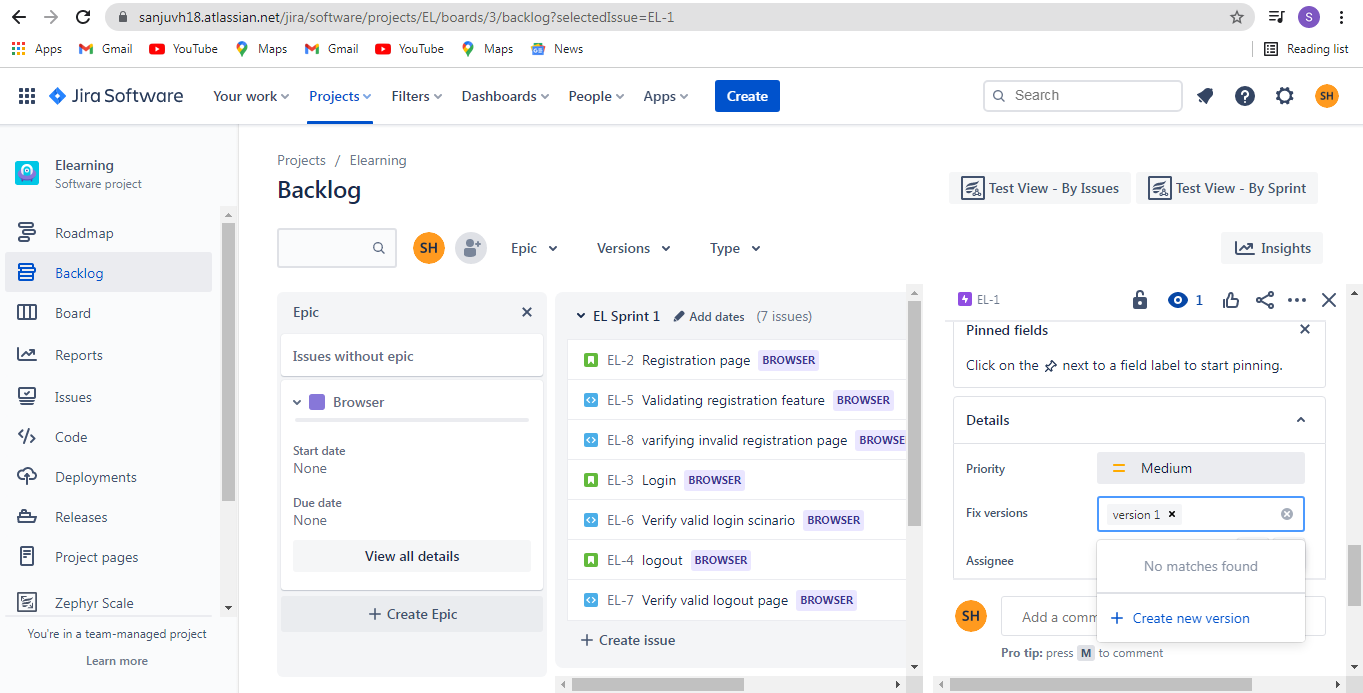 sanjuvh18.atlassian.net/jira/software/projects/EL/boards/3/backlog?selectedIssue=EL-1
S
Apps Gmail YouTube Maps Gmail YouTube Maps News Reading list
Jira Software Your work Projects Filters Dashboards People Apps Create Search SH
Elearning
Software project
Roadmap
Backlog
Board
Reports
Issues
Code
Deployments
Releases
Project pages
Zephyr Scale
You're in a team-managed project
Learn more
Projects / Elearning
Backlog
Test View - By Issues Test View - By Sprint
SH Epic Versions Type Insights
Epic
Issues without epic
Browser
Start date
None
Due date
None
View all details
+ Create Epic
EL Sprint 1 Add dates (7 issues)
EL-2 Registration page BROWSER
EL-5 Validating registration feature BROWSER
EL-8 varifying invalid registration page BROWSE
EL-3 Login BROWSER
EL-6 Verify valid login scinario BROWSER
EL-4 logout BROWSER
EL-7 Verify valid logout page BROWSER
+ Create issue
EL-1 1
Pinned fields
Click on the next to a field label to start pinning.
Details
Priority Medium
Fix versions version 1
Assignee
No matches found
+ Create new version
SH Add a comm
Pro tip: press M to comment